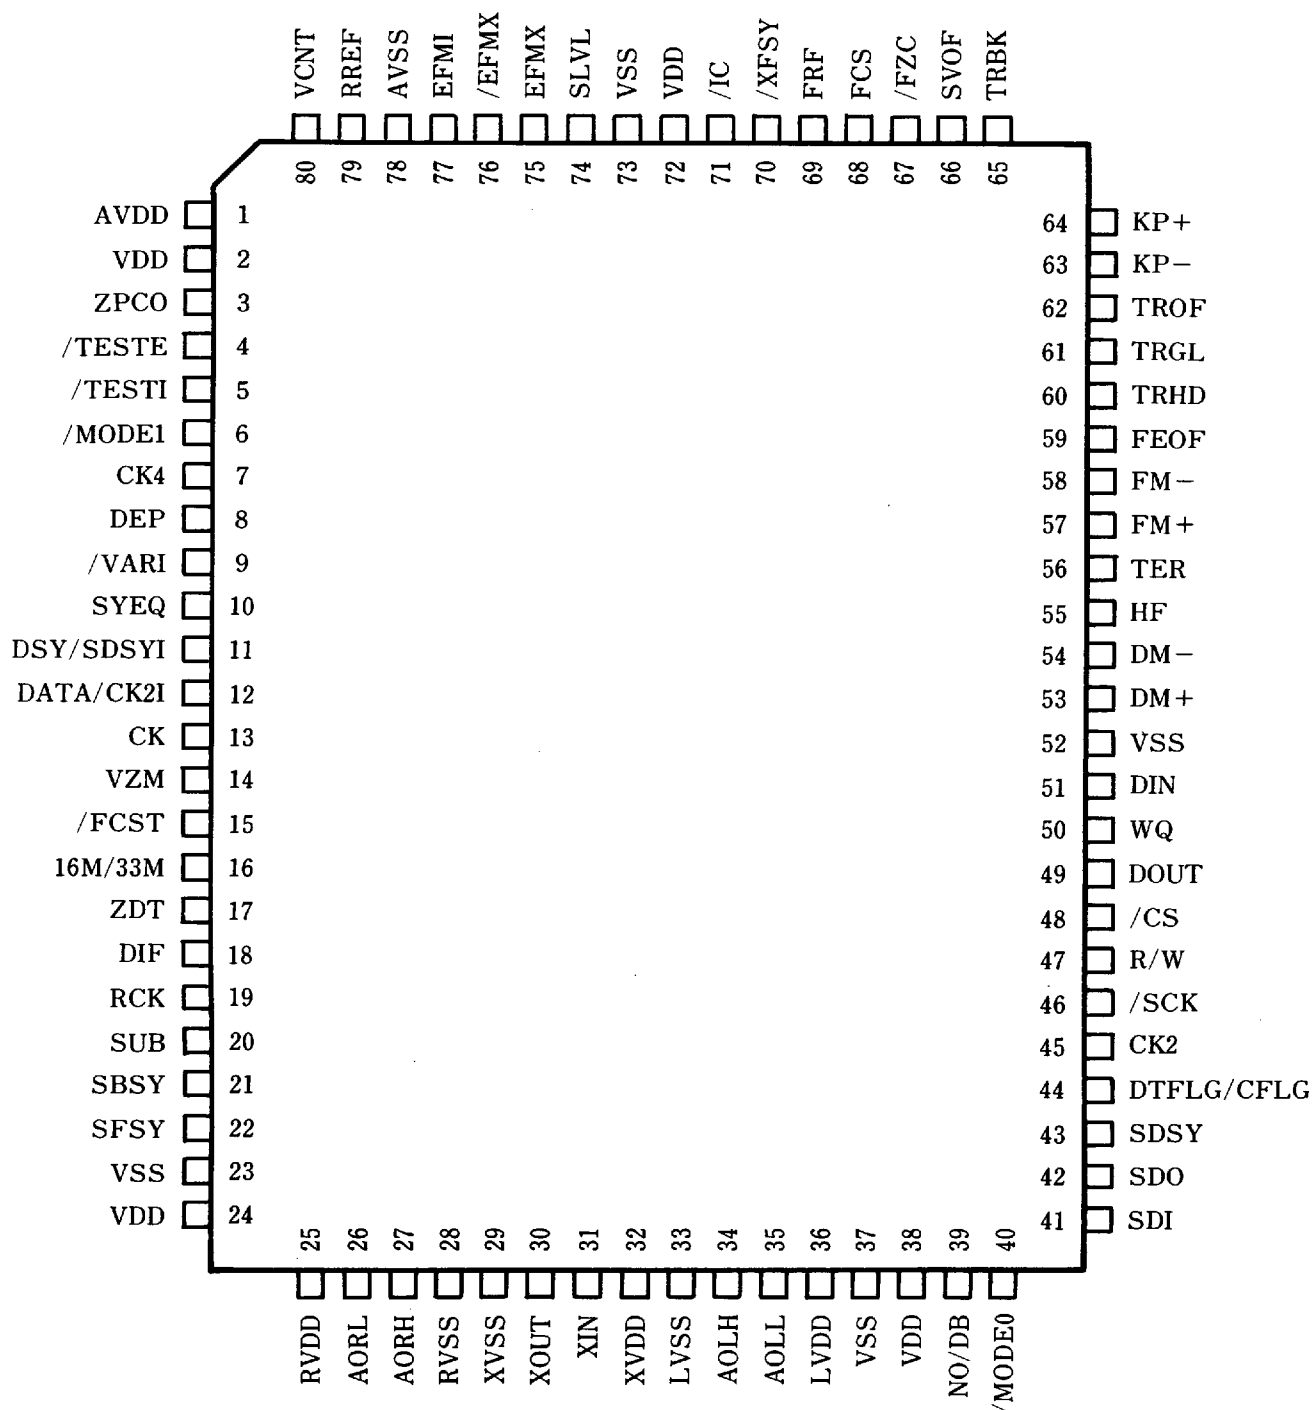 VCNT RREF AVSS EFMI /EFMX EFMX SLVL VSS VDD /IC /XFSY FRF FCS /FZC SVOF TRBK
80 79 78 77 76 75 74 73 72 71 70 69 68 67 66 65
AVDD 1
VDD 2
ZPCO 3
/TESTE 4
/TESTI 5
/MODE1 6
CK4 7
DEP 8
/VARI 9
SYEQ 10
DSY/SDSYI 11
DATA/CK2I 12
CK 13
VZM 14
/FCST 15
16M/33M 16
ZDT 17
DIF 18
RCK 19
SUB 20
SBSY 21
SFSY 22
VSS 23
VDD 24
64 KP+
63 KP−
62 TROF
61 TRGL
60 TRHD
59 FEOF
58 FM−
57 FM+
56 TER
55 HF
54 DM−
53 DM+
52 VSS
51 DIN
50 WQ
49 DOUT
48 /CS
47 R/W
46 /SCK
45 CK2
44 DTFLG/CFLG
43 SDSY
42 SDO
41 SDI
25 26 27 28 29 30 31 32 33 34 35 36 37 38 39 40
RVDD AORL AORH RVSS XVSS XOUT XIN XVDD LVSS AOLH AOLL LVDD VSS VDD NO/DB /MODE0